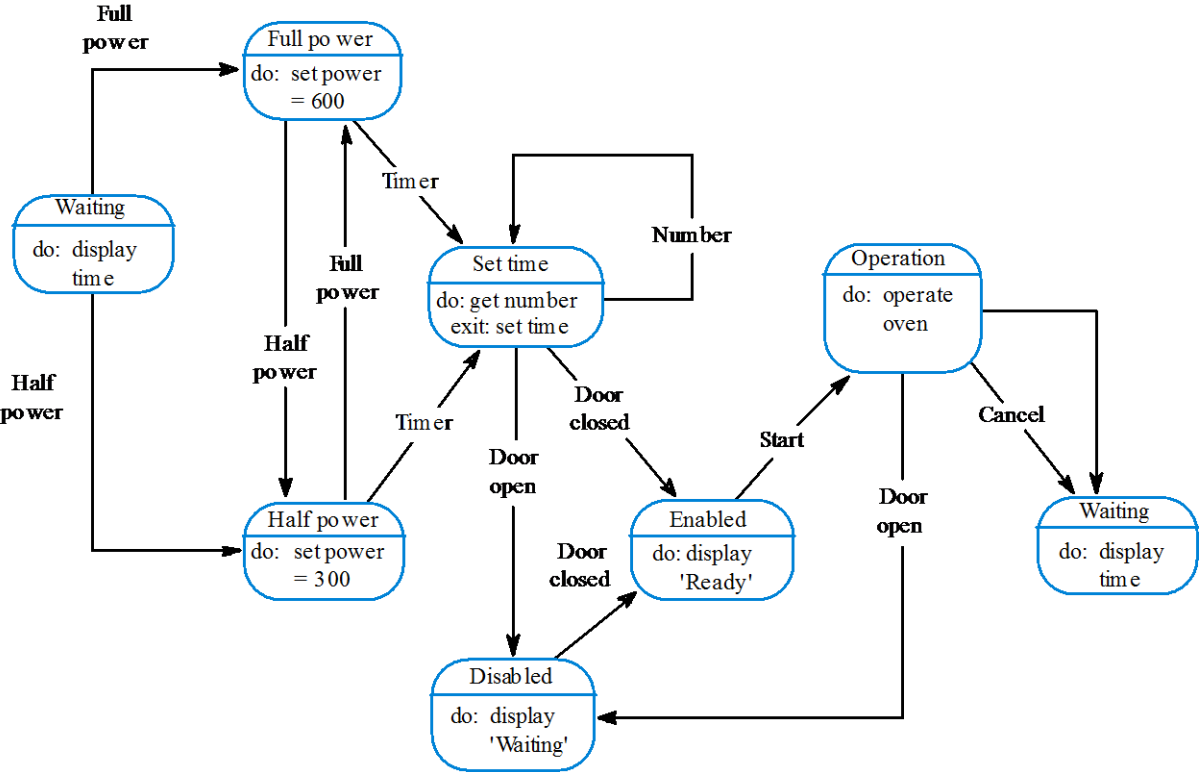 Full
power
Full power
do: set power
= 600
Timer
Waiting
do: display
time
Number
Full
power
Set time
do: get number
exit: set time
Operation
do: operate
oven
Half
power
Half
power
Timer
Door
closed
Cancel
Start
Door
open
Door
open
Half power
do: set power
= 300
Enabled
do: display
'Ready'
Waiting
do: display
time
Door
closed
Disabled
do: display
'Waiting'